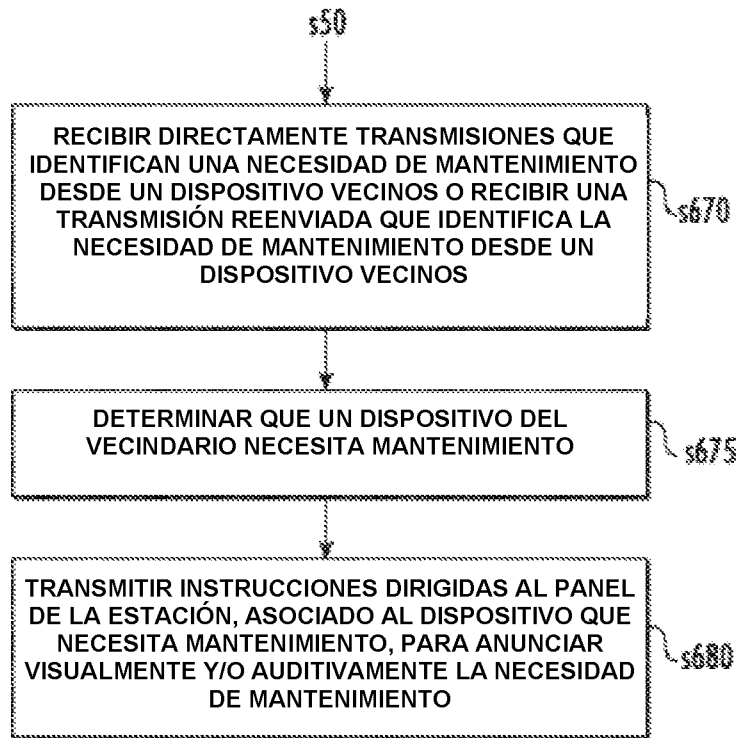 s50
RECIBIR DIRECTAMENTE TRANSMISIONES QUE
IDENTIFICAN UNA NECESIDAD DE MANTENIMIENTO
DESDE UN DISPOSITIVO VECINOS O RECIBIR UNA
TRANSMISIÓN REENVIADA QUE IDENTIFICA LA
NECESIDAD DE MANTENIMIENTO DESDE UN
DISPOSITIVO VECINOS
s670
DETERMINAR QUE UN DISPOSITIVO DEL
VECINDARIO NECESITA MANTENIMIENTO
s675
TRANSMITIR INSTRUCCIONES DIRIGIDAS AL PANEL
DE LA ESTACIÓN, ASOCIADO AL DISPOSITIVO QUE
NECESITA MANTENIMIENTO, PARA ANUNCIAR
VISUALMENTE Y/O AUDITIVAMENTE LA NECESIDAD
DE MANTENIMIENTO
s680